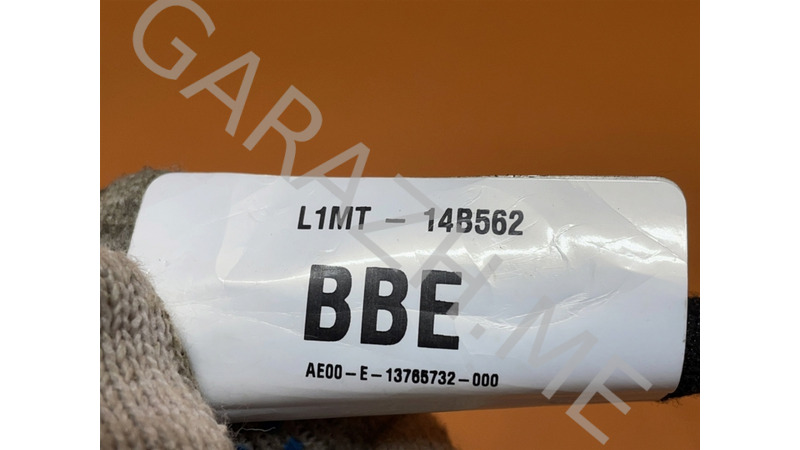 L1MT - 14B562
BBE
AE00-E-13765732-000
GARAZH.ME